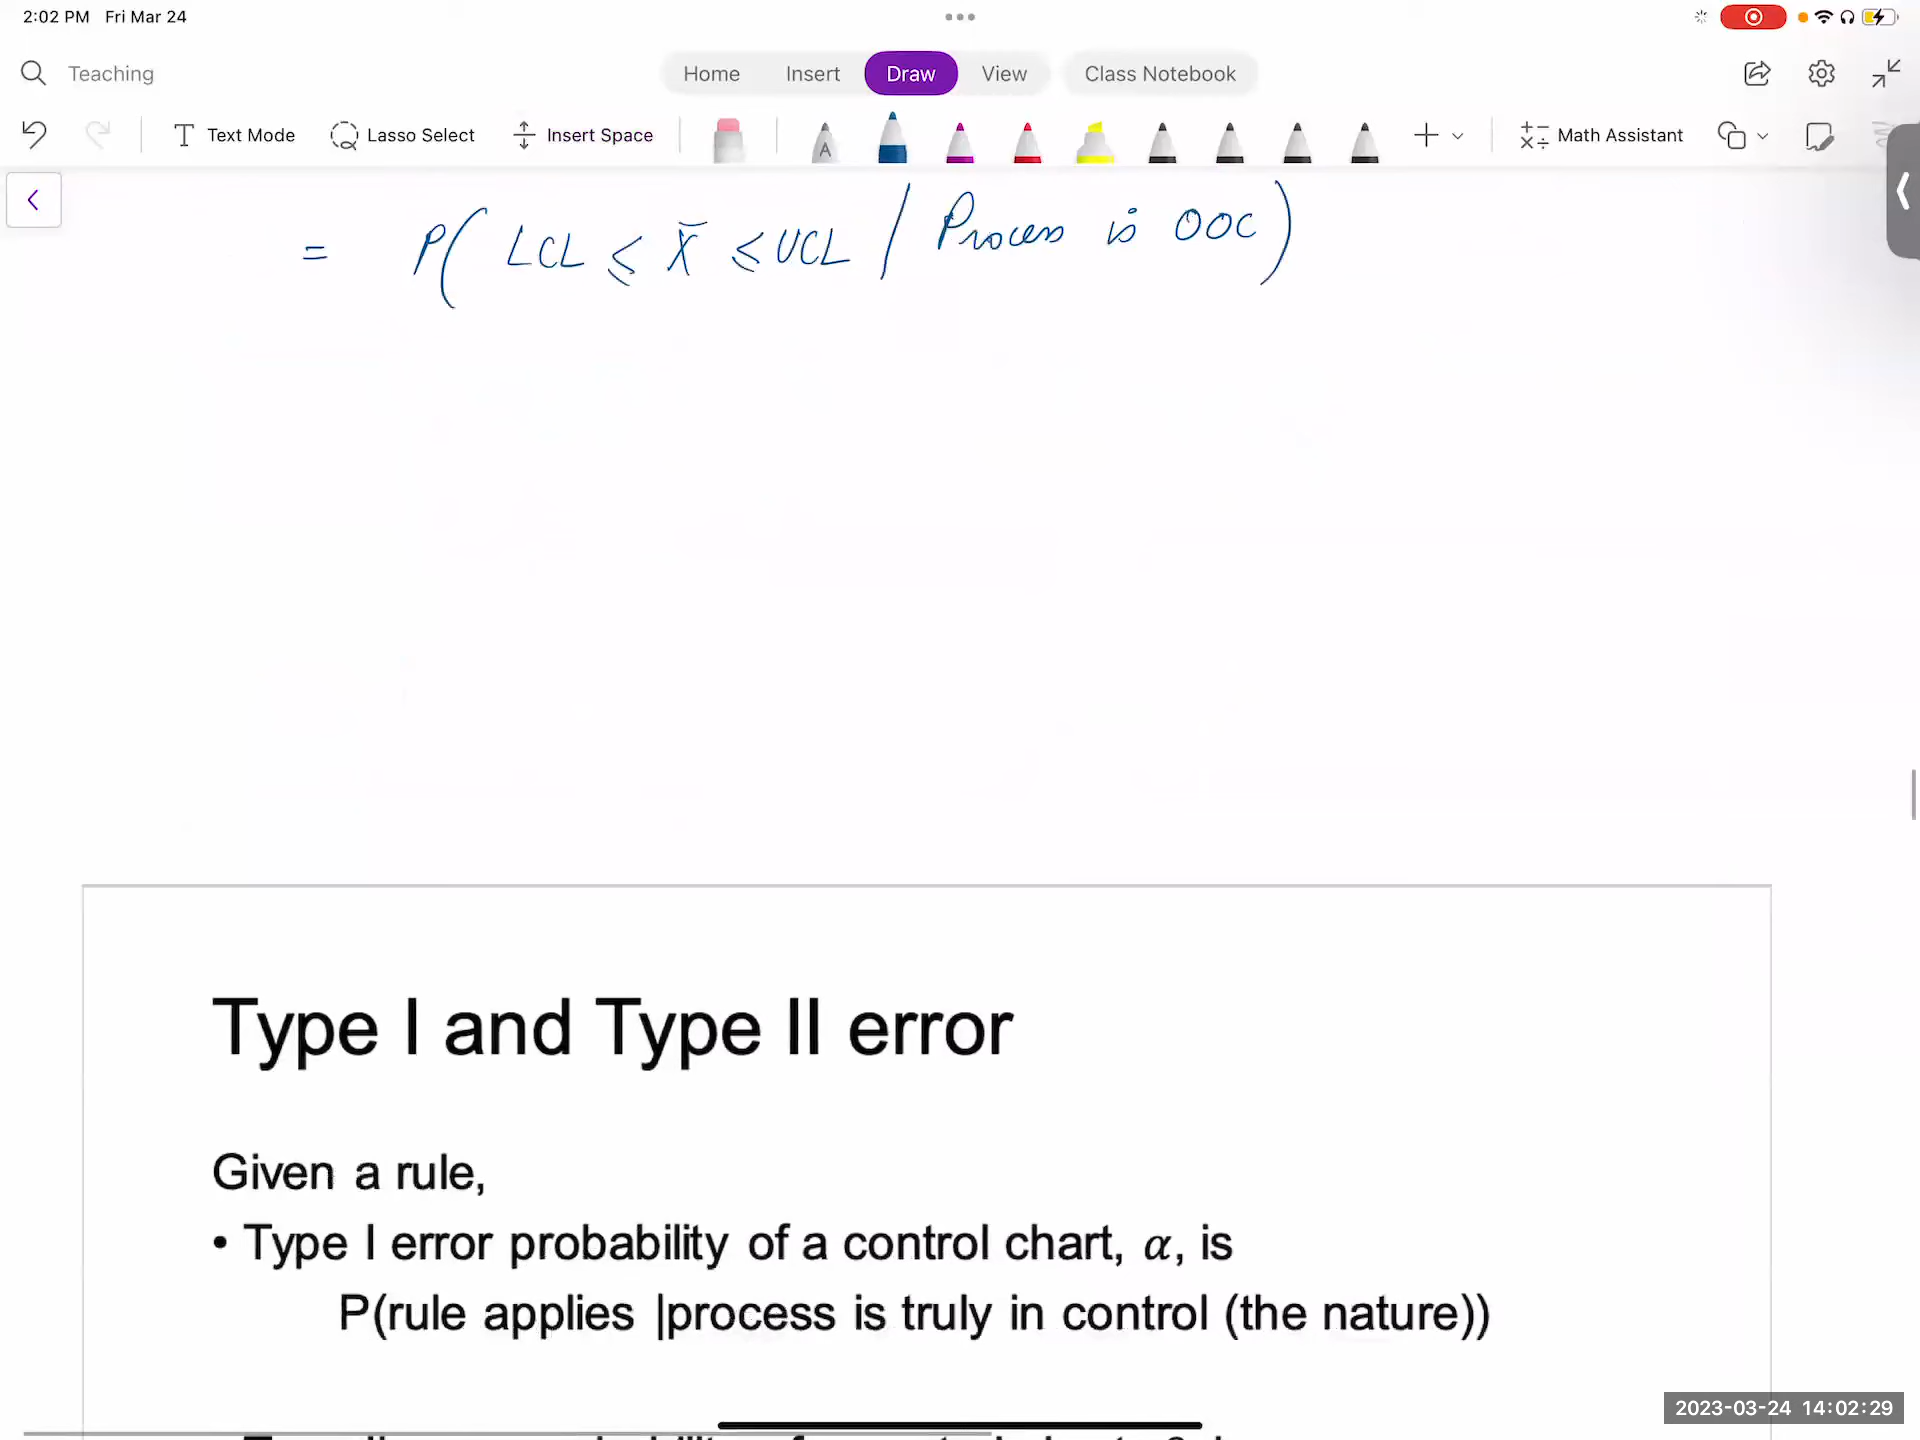 2:02 PM Fri Mar 24
Teaching
Home Insert Draw View Class Notebook
Text Mode Lasso Select Insert Space A Math Assistant
= P( LCL ≤ X̄ ≤ UCL / Process is OOC )
Type I and Type II error
Given a rule,
• Type I error probability of a control chart, α, is
P(rule applies |process is truly in control (the nature))
2023-03-24 14:02:29